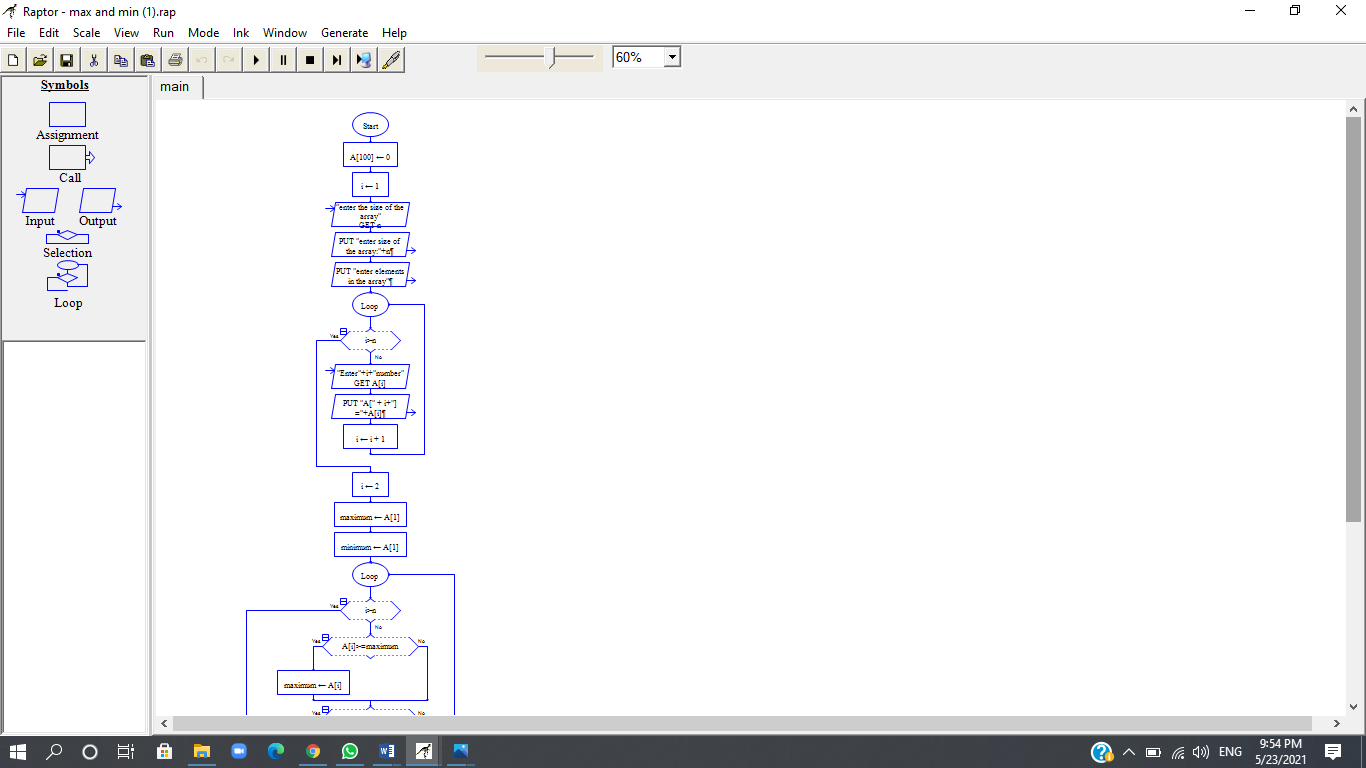 Raptor - max and min (1).rap
File Edit Scale View Run Mode Ink Window Generate Help
60%
Symbols
Assignment
Call
Input Output
Selection
Loop
main
Start
A[100] ← 0
i ← 1
"enter the size of the
array"
GET n
PUT "enter size of
the array:"+n¶
PUT "enter elements
in the array"¶
Loop
Yes
i>n
No
"Enter"+i+"number"
GET A[i]
PUT "A[" + i+"]
="+A[i]¶
i ← i + 1
i ← 2
maximum ← A[1]
minimum ← A[1]
Loop
Yes
i>n
No
Yes A[i]>=maximum No
maximum ← A[i]
Yes No
ENG
9:54 PM
5/23/2021